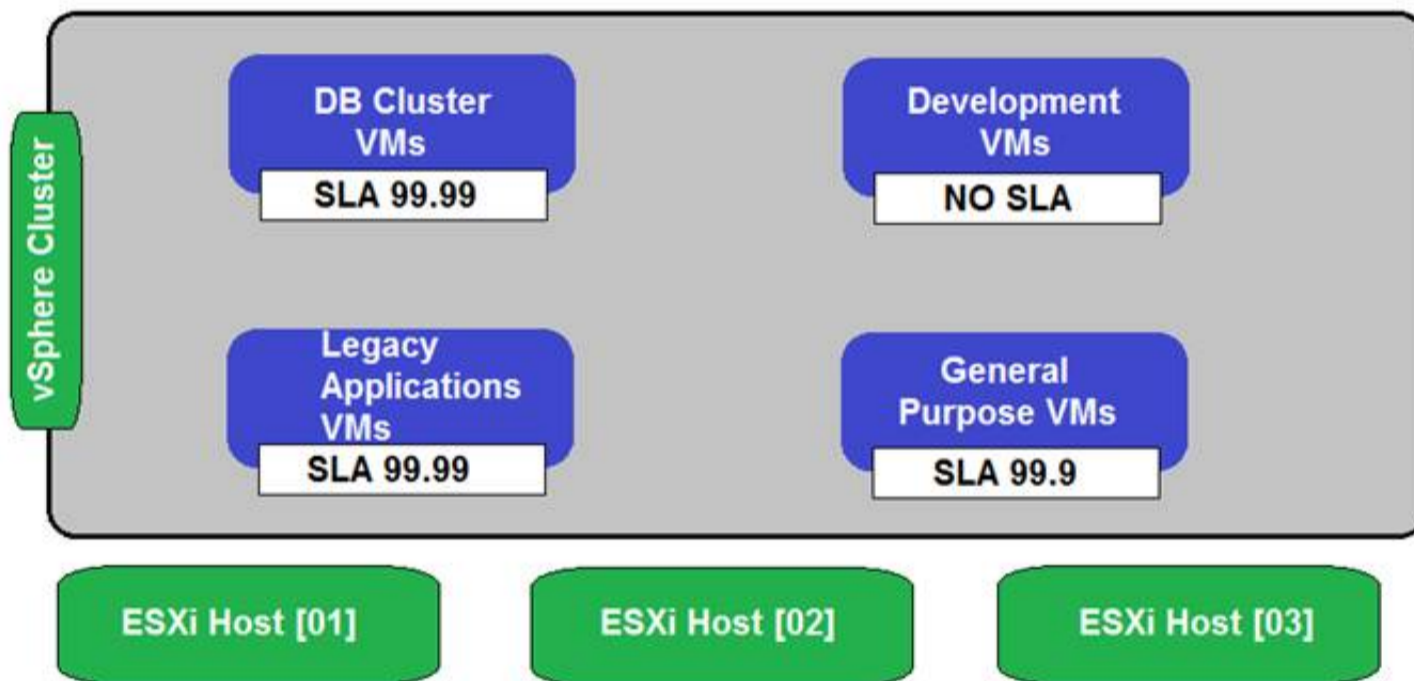 vSphere Cluster
DB Cluster
VMs
SLA 99.99
Development
VMs
NO SLA
Legacy
Applications
VMs
SLA 99.99
General
Purpose VMs
SLA 99.9
ESXi Host [01]
ESXi Host [02]
ESXi Host [03]